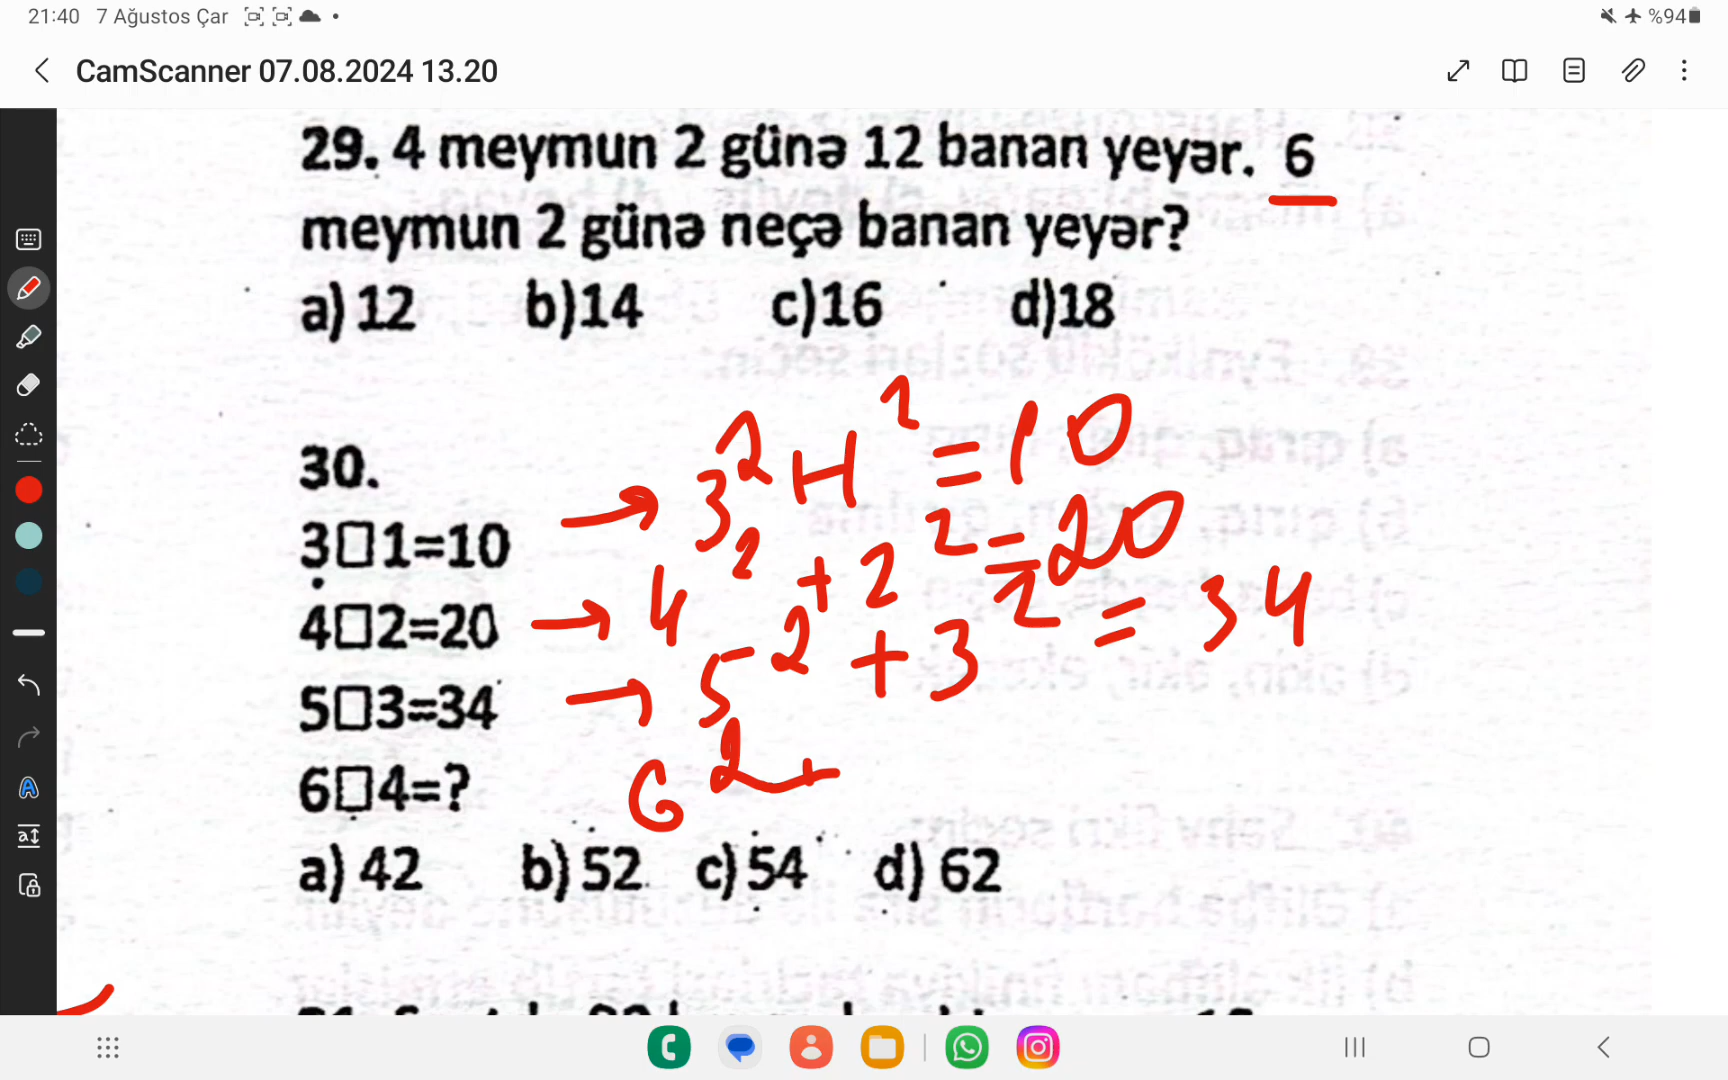 21:40 7 Ağustos Çar %94
CamScanner 07.08.2024 13.20
29. 4 meymun 2 günə 12 banan yeyər. 6
meymun 2 günə neçə banan yeyər?
a) 12 b)14 c)16 d)18
30.
3□1=10 → 3² + 1² = 10
4□2=20 → 4² + 2² = 20
5□3=34 → 5² + 3² = 34
6□4=? 6² +
a) 42 b) 52 c) 54 d) 62